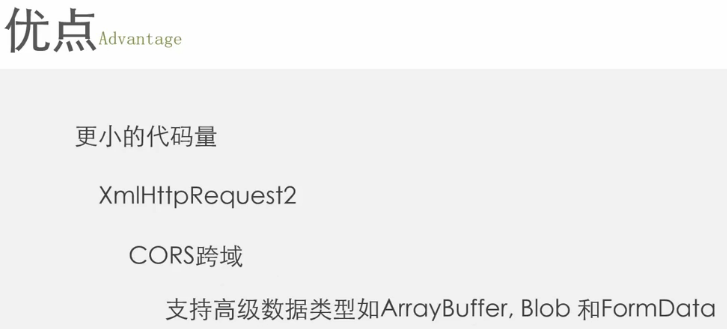 优点Advantage
更小的代码量
XmlHttpRequest2
CORS跨域
支持高级数据类型如ArrayBuffer, Blob 和FormData